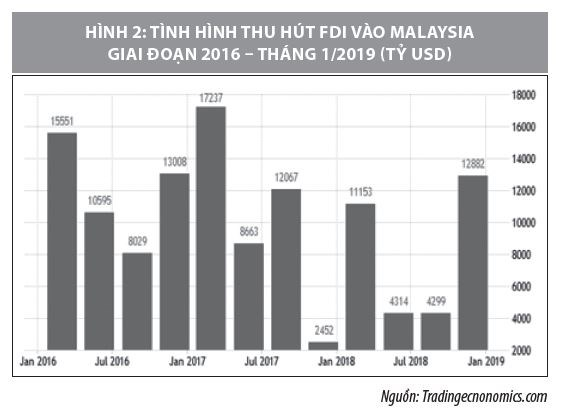 HÌNH 2: TÌNH HÌNH THU HÚT FDI VÀO MALAYSIA
GIAI ĐOẠN 2016 – THÁNG 1/2019 (TỶ USD)
17237
18000
15551
16000
13008
12882
14000
12067
11153
12000
10595
10000
8663
8029
8000
6000
4314
4299
4000
2452
2000
Jan 2016
Jul 2016
Jan 2017
Jul 2017
Jan 2018
Jul 2018
Jan 2019
Nguồn: Tradingecnonomics.com